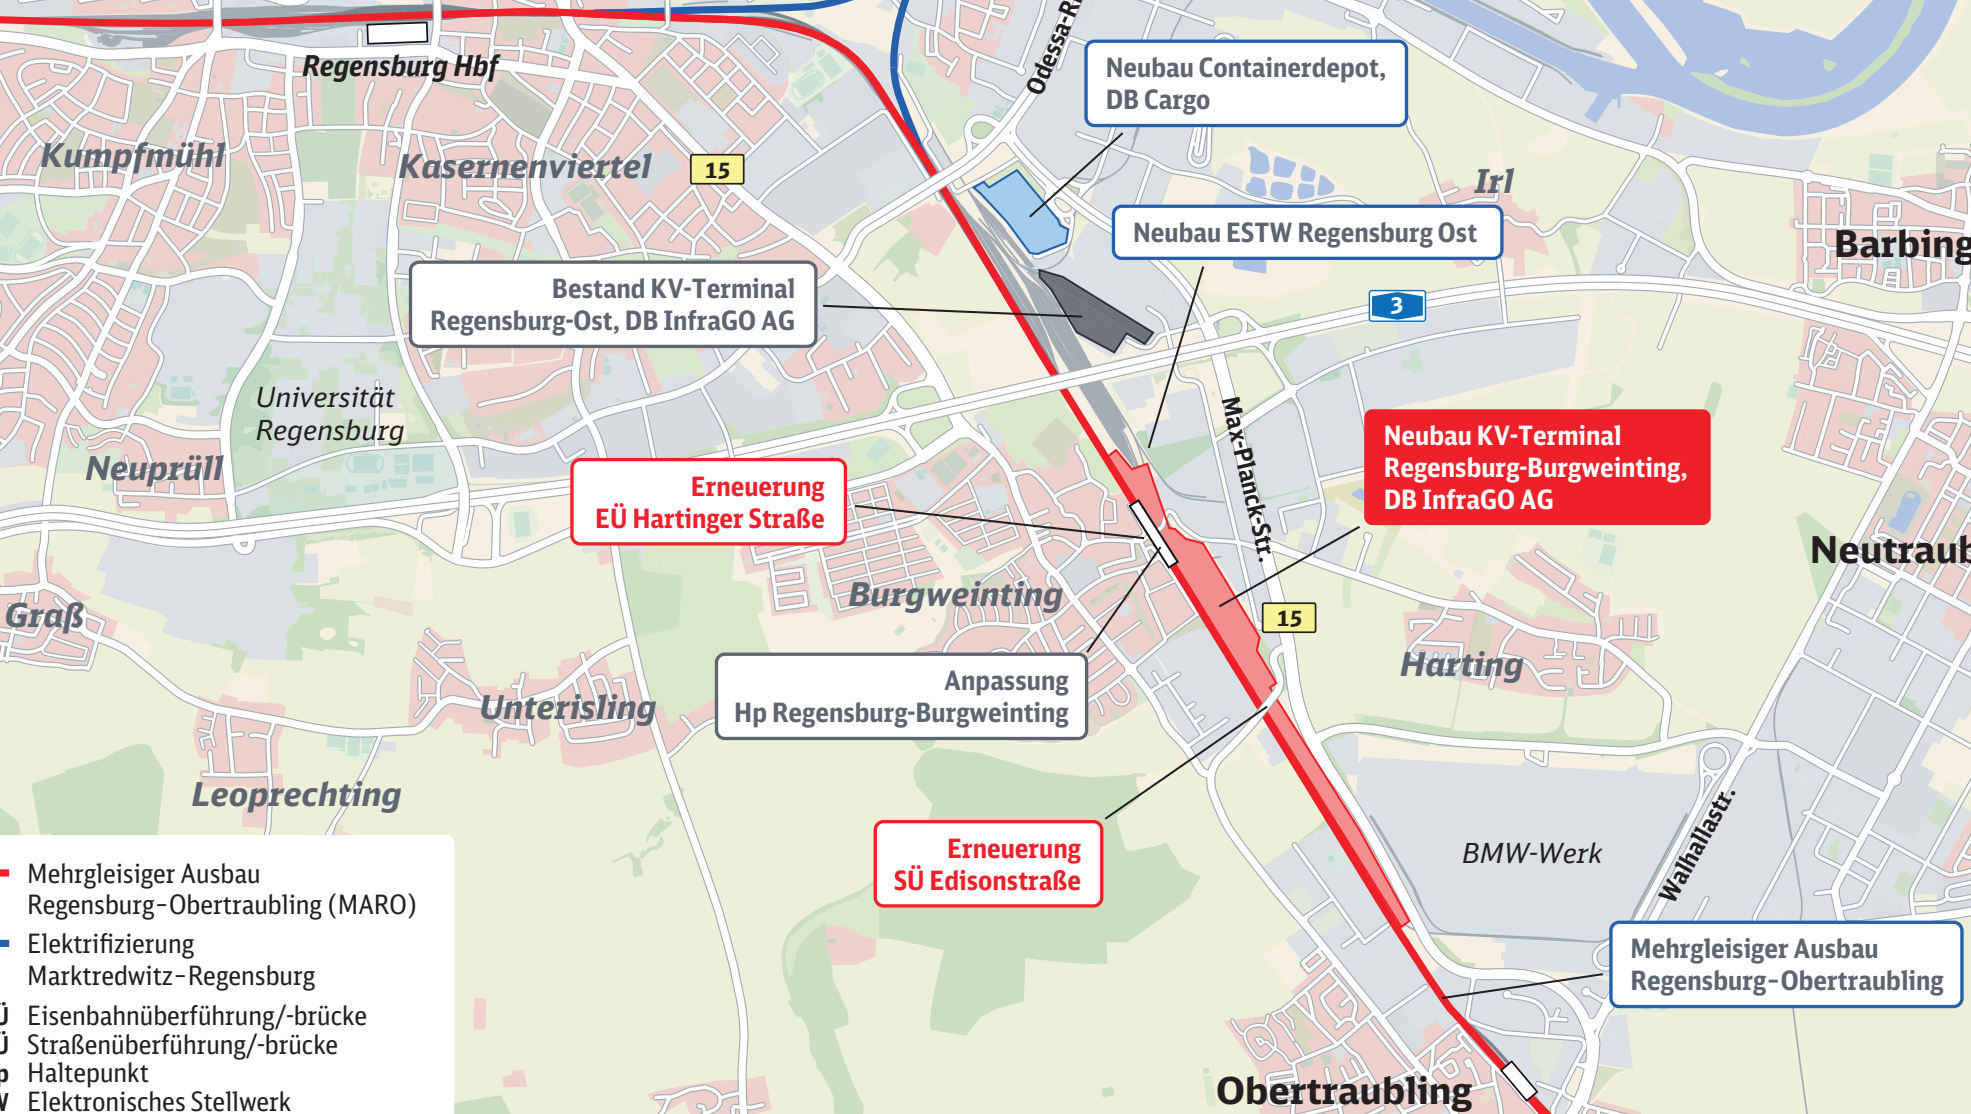 Regensburg Hbf
Odessa-Ri
Neubau Containerdepot,
DB Cargo
Kumpfmühl
Kasernenviertel
15
Irl
Neubau ESTW Regensburg Ost
Barbing
Bestand KV-Terminal
Regensburg-Ost, DB InfraGO AG
3
Universität
Regensburg
Max-Planck-Str.
Neubau KV-Terminal
Regensburg-Burgweinting,
DB InfraGO AG
Neuprüll
Erneuerung
EÜ Hartinger Straße
Neutraub
Burgweinting
Graß
15
Harting
Anpassung
Hp Regensburg-Burgweinting
Unterisling
Leoprechting
Erneuerung
SÜ Edisonstraße
BMW-Werk
Walhallastr.
Mehrgleisiger Ausbau
Regensburg–Obertraubling
Obertraubling
Mehrgleisiger Ausbau
Regensburg–Obertraubling (MARO)
Elektrifizierung
Marktredwitz–Regensburg
Ü Eisenbahnüberführung/-brücke
Ü Straßenüberführung/-brücke
p Haltepunkt
W Elektronisches Stellwerk